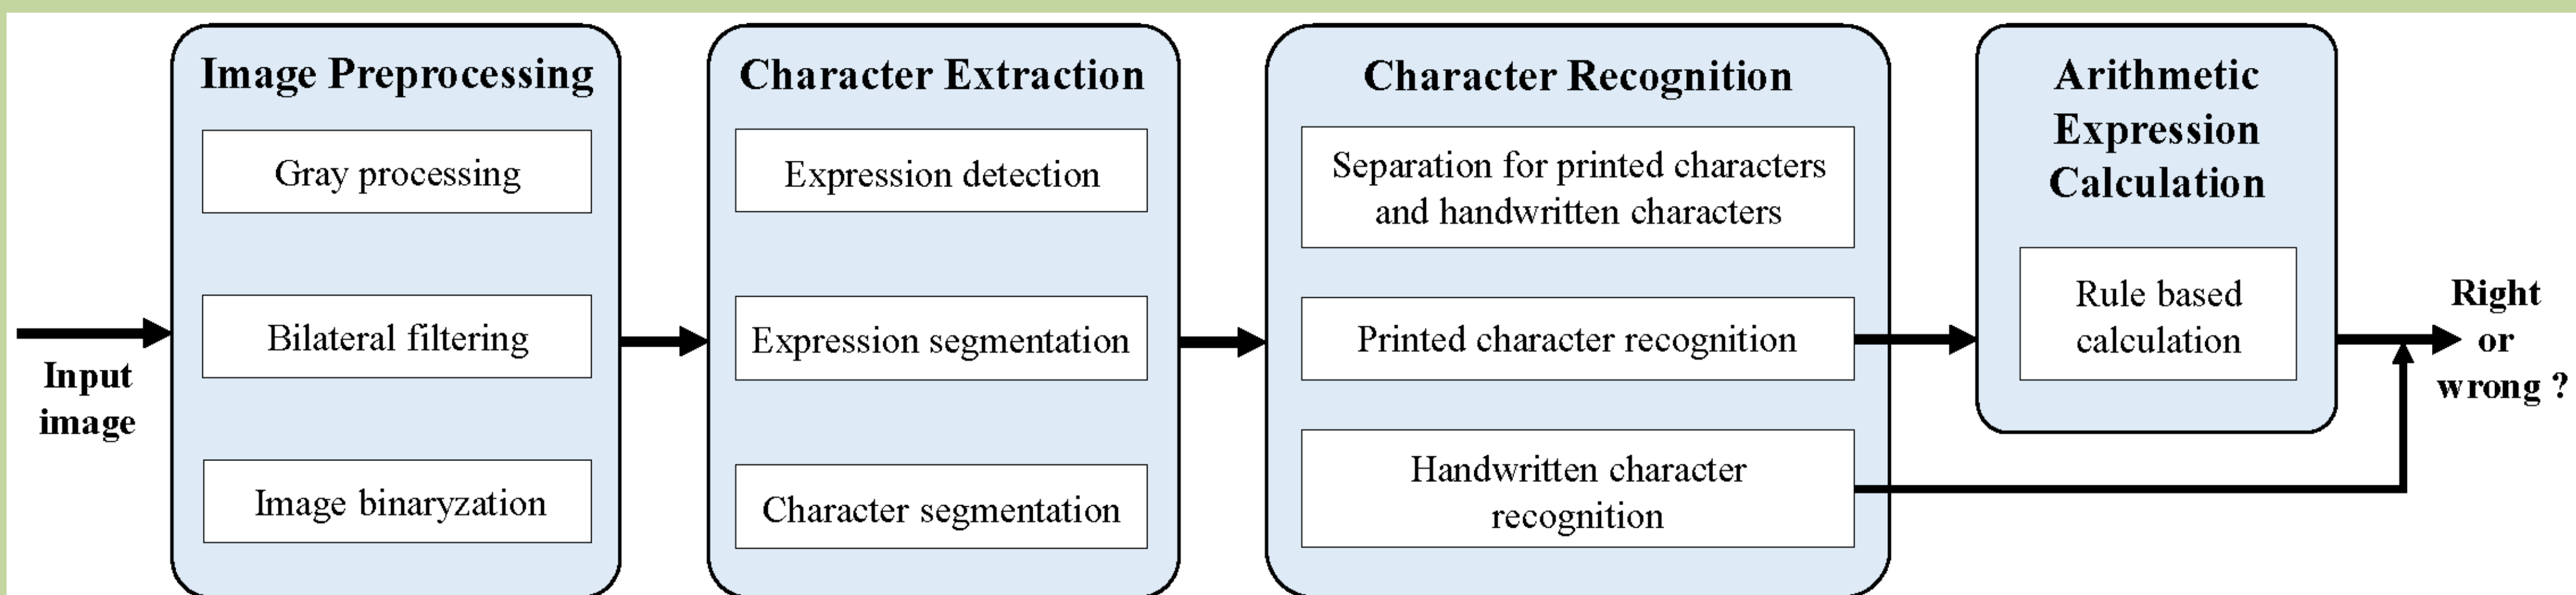 Input
image
Image Preprocessing
Gray processing
Bilateral filtering
Image binaryzation
Character Extraction
Expression detection
Expression segmentation
Character segmentation
Character Recognition
Separation for printed characters
and handwritten characters
Printed character recognition
Handwritten character
recognition
Arithmetic
Expression
Calculation
Rule based
calculation
Right
or
wrong ?